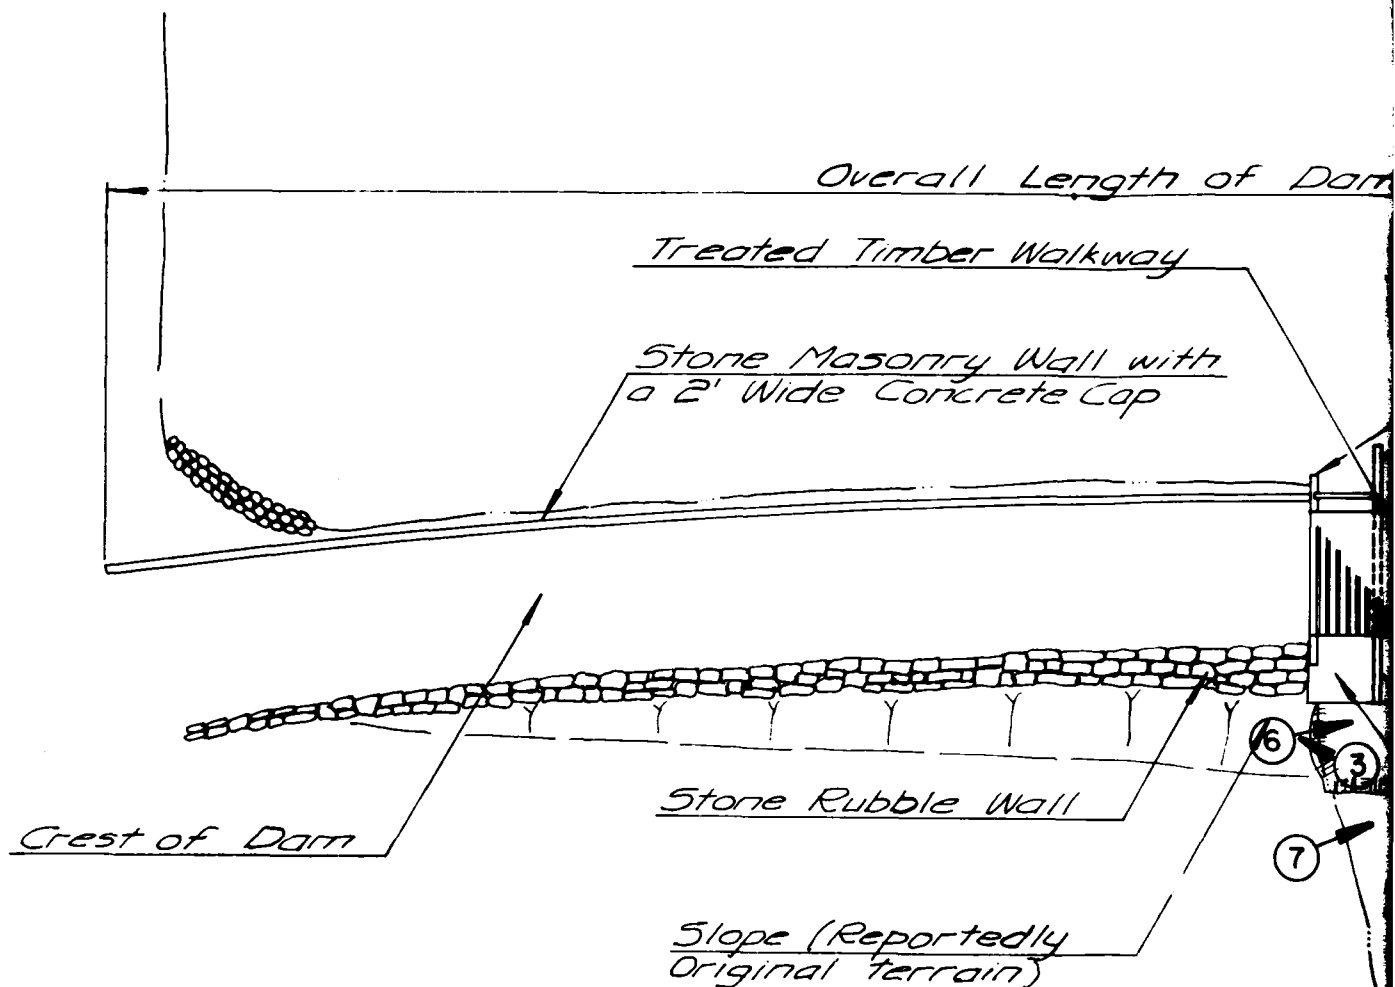 Overall Length of Dam
Treated Timber Walkway
Stone Masonry Wall with
a 2' Wide Concrete Cap
6
3
Stone Rubble Wall
Crest of Dam
7
Slope (Reportedly
Original terrain)